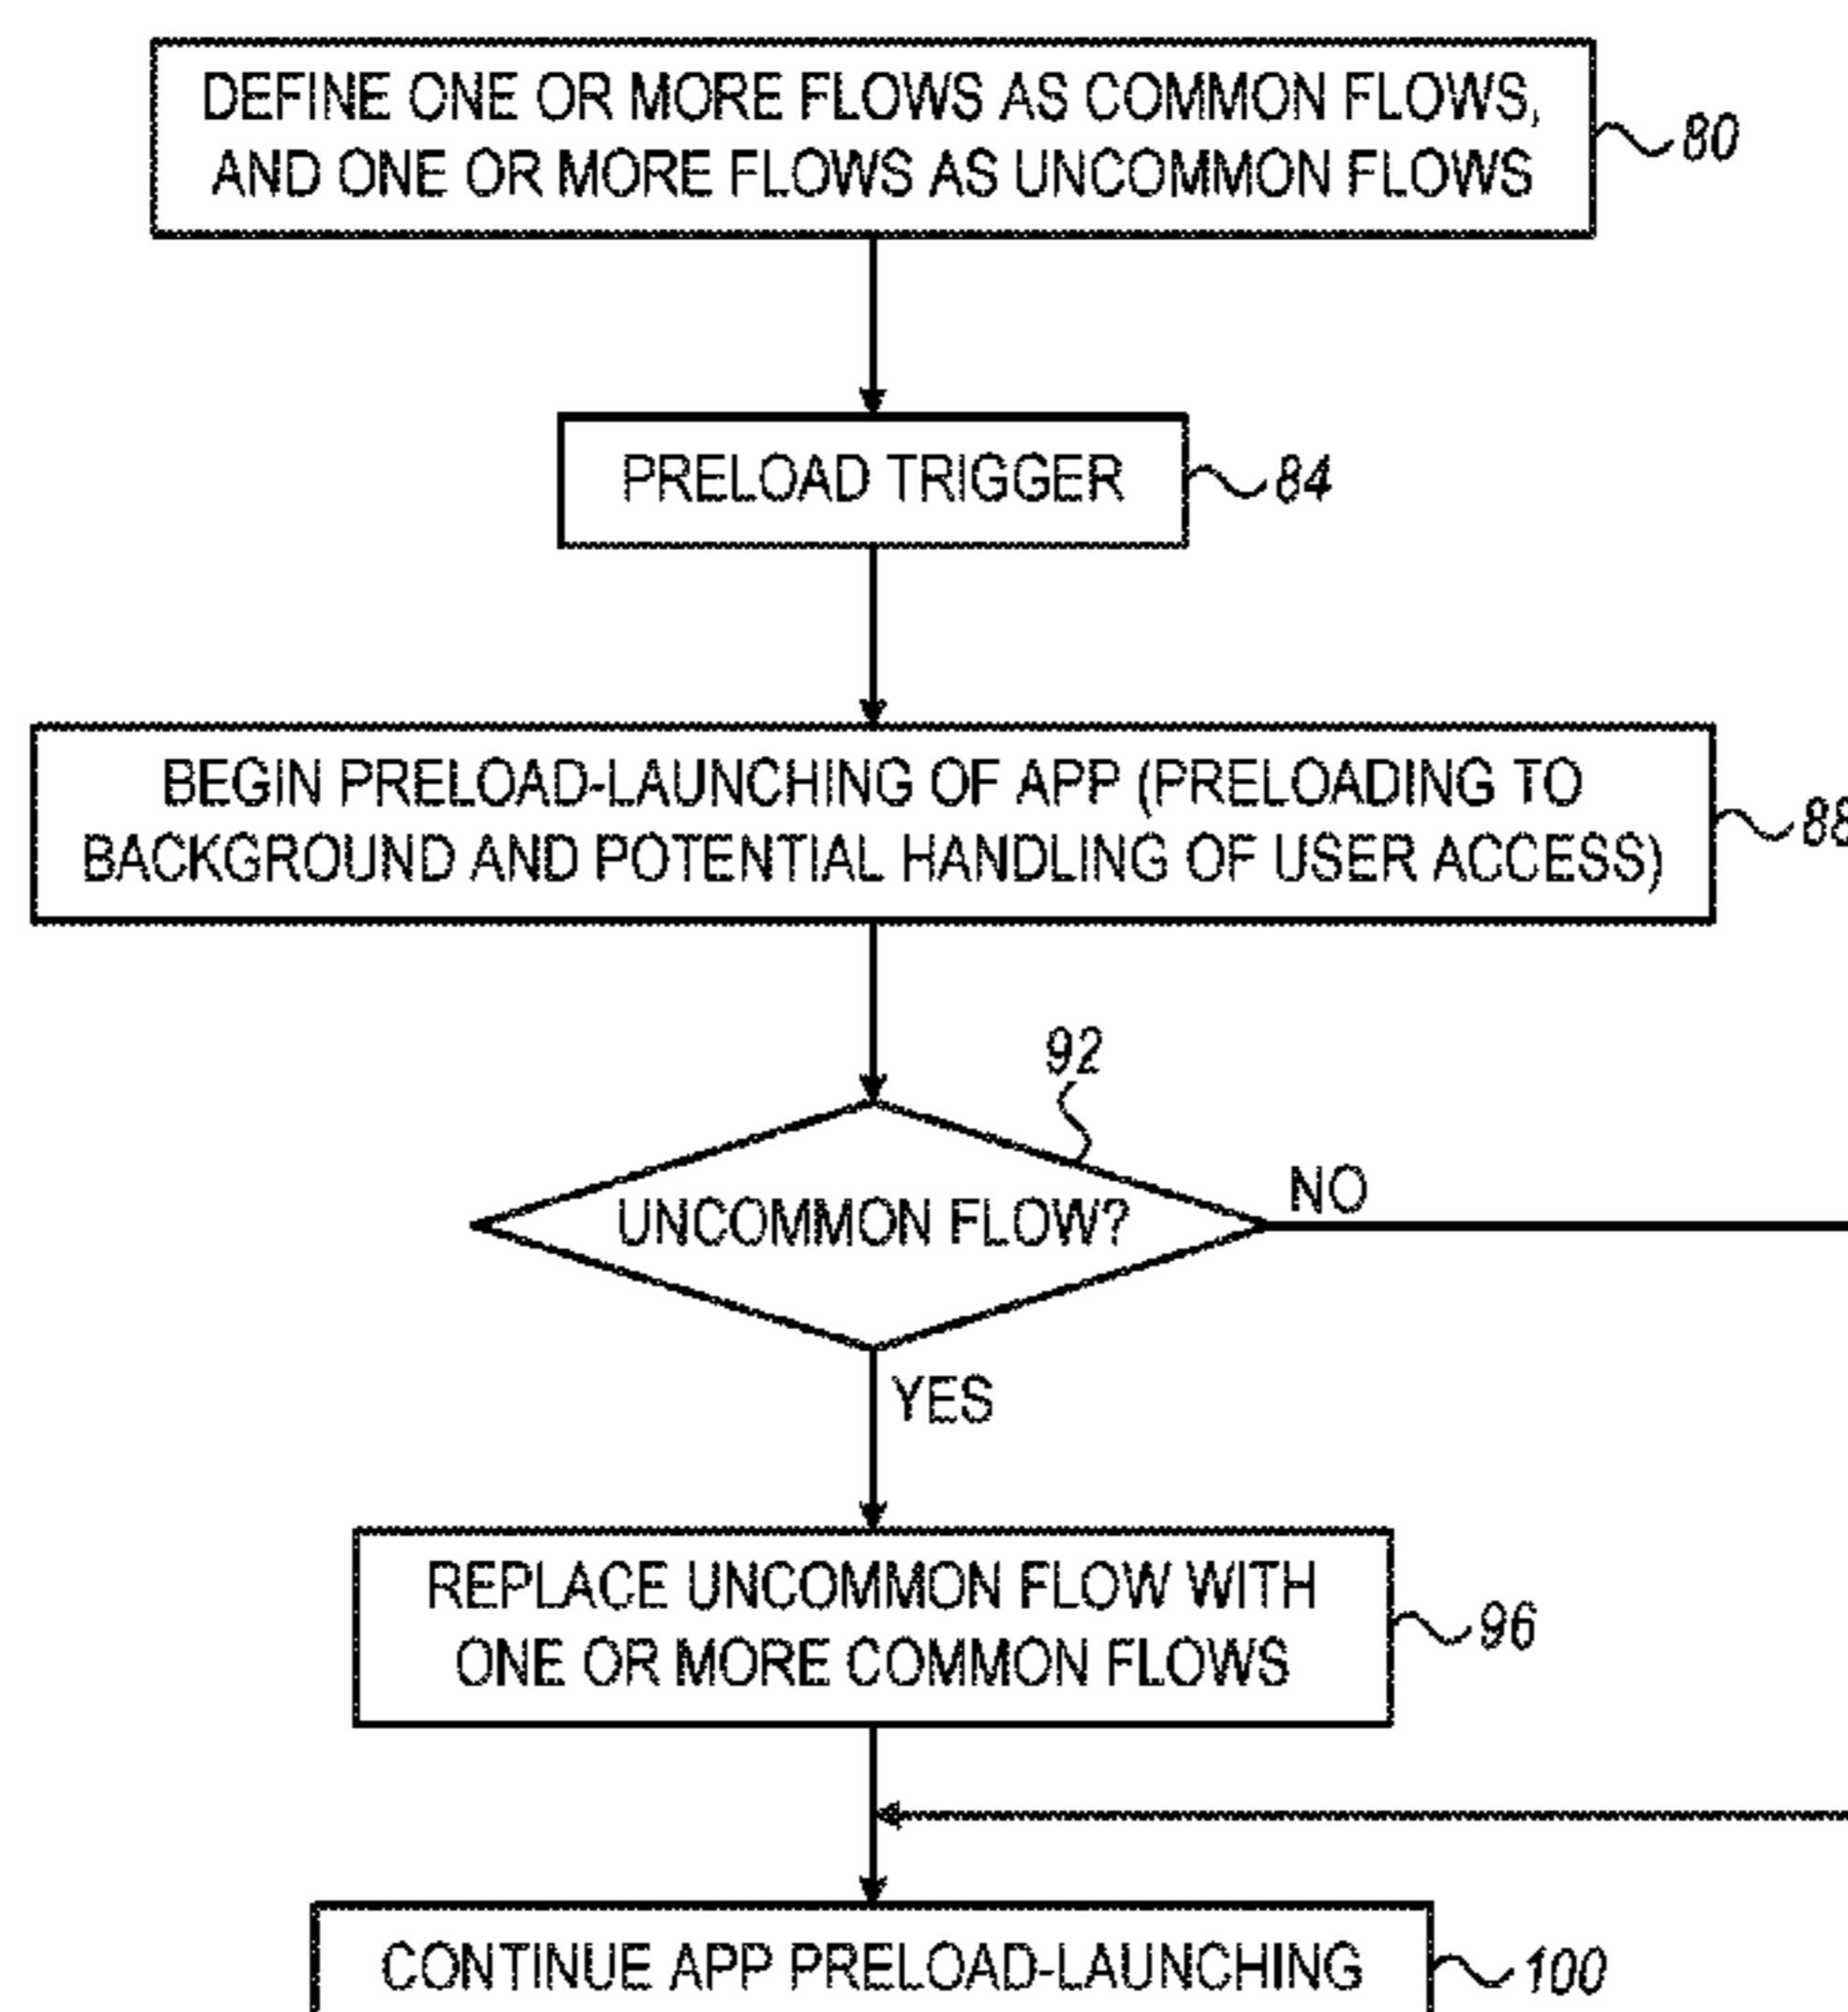 DEFINE ONE OR MORE FLOWS AS COMMON FLOWS,
AND ONE OR MORE FLOWS AS UNCOMMON FLOWS
80
PRELOAD TRIGGER
84
BEGIN PRELOAD-LAUNCHING OF APP (PRELOADING TO
BACKGROUND AND POTENTIAL HANDLING OF USER ACCESS)
88
92
UNCOMMON FLOW?
NO
YES
REPLACE UNCOMMON FLOW WITH
ONE OR MORE COMMON FLOWS
96
CONTINUE APP PRELOAD-LAUNCHING
100